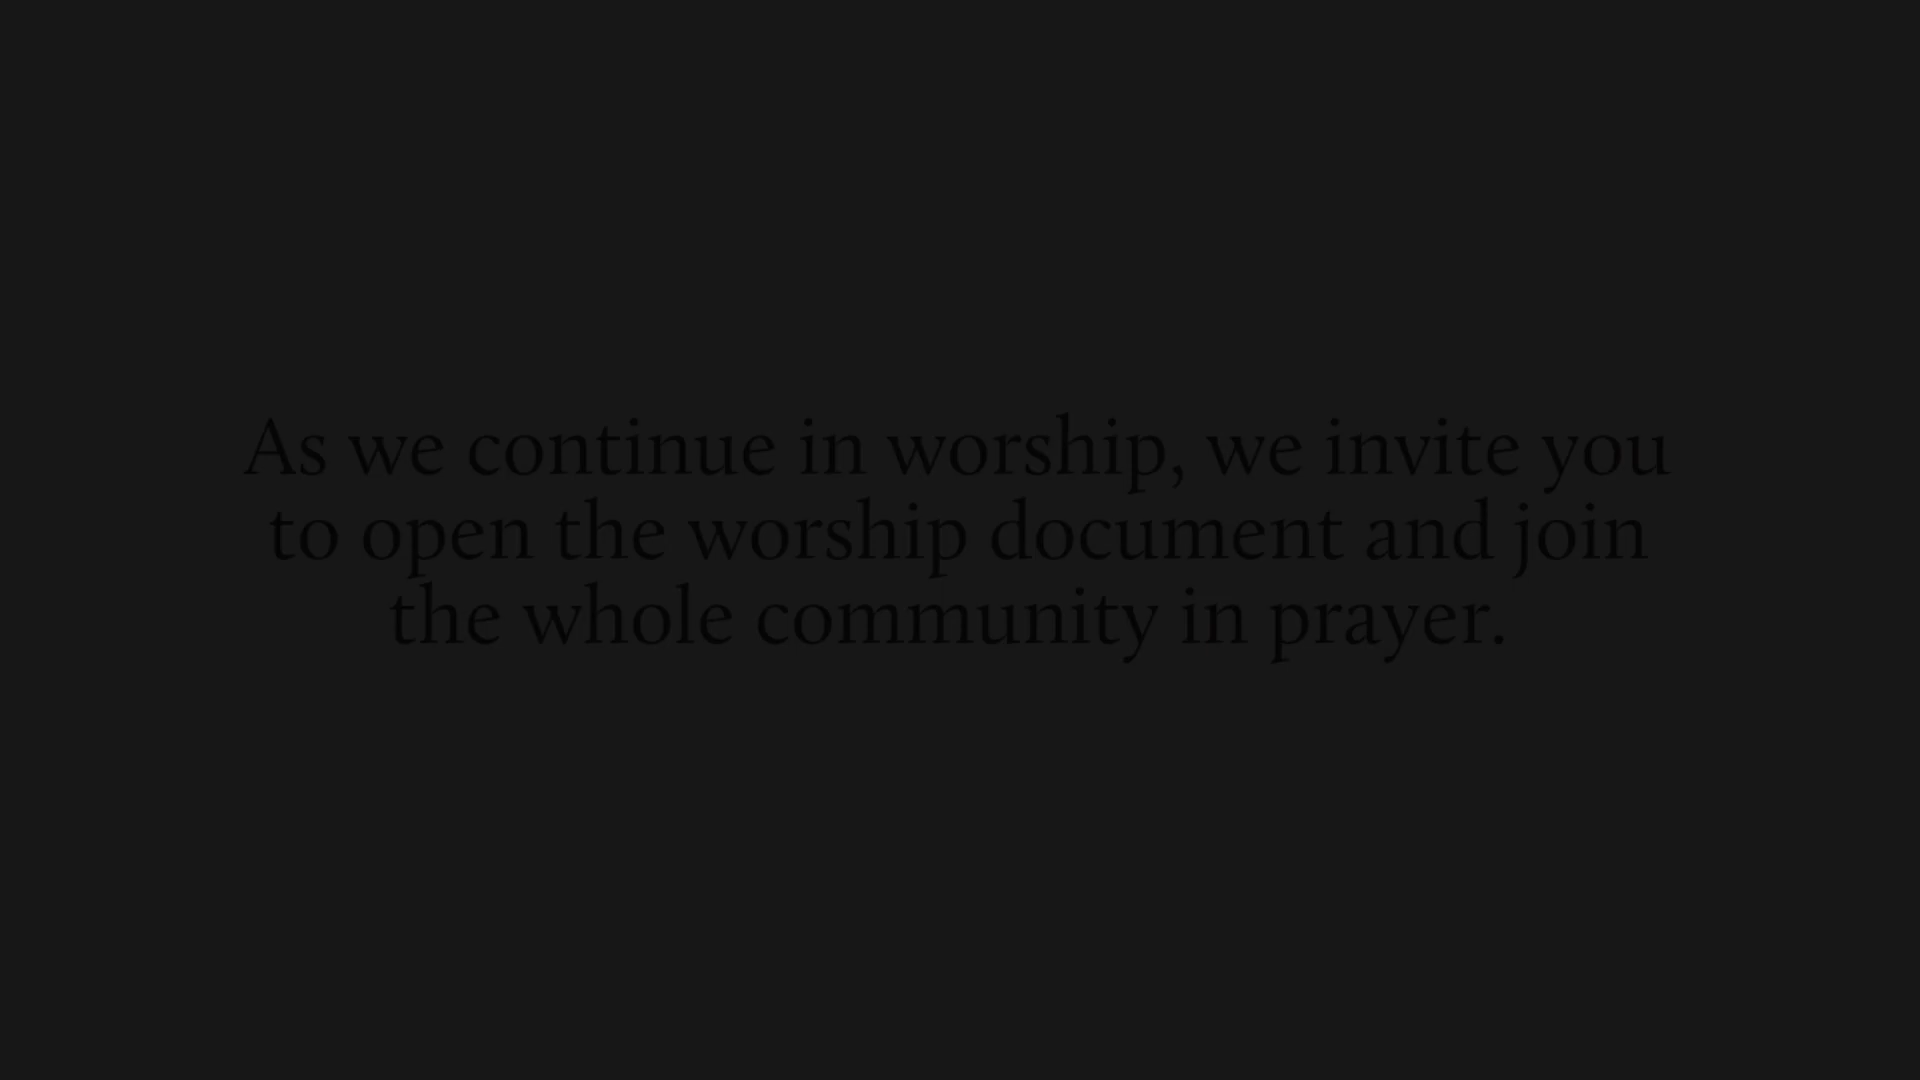 As we continue in worship, we invite you
to open the worship document and join
the whole community in prayer.